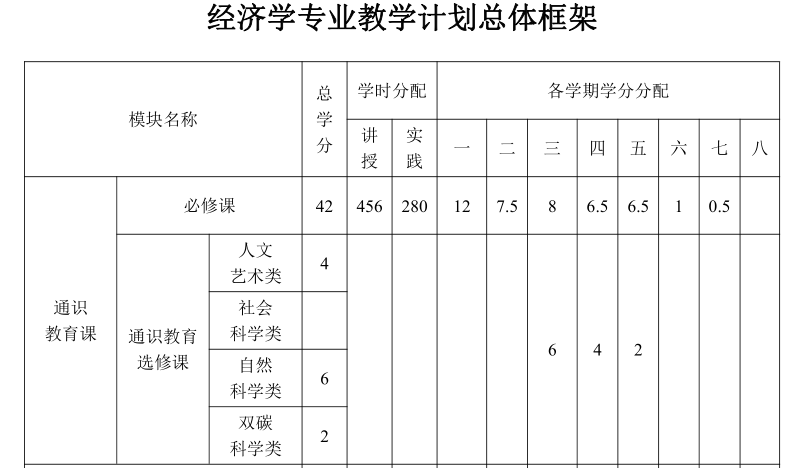 经济学专业教学计划总体框架
模块名称 总学分 学时分配 各学期学分分配
讲授 实践 一 二 三 四 五 六 七 八
通识教育课 必修课 42 456 280 12 7.5 8 6.5 6.5 1 0.5
通识教育选修课 人文艺术类 4 6 4 2
社会科学类
自然科学类 6
双碳科学类 2